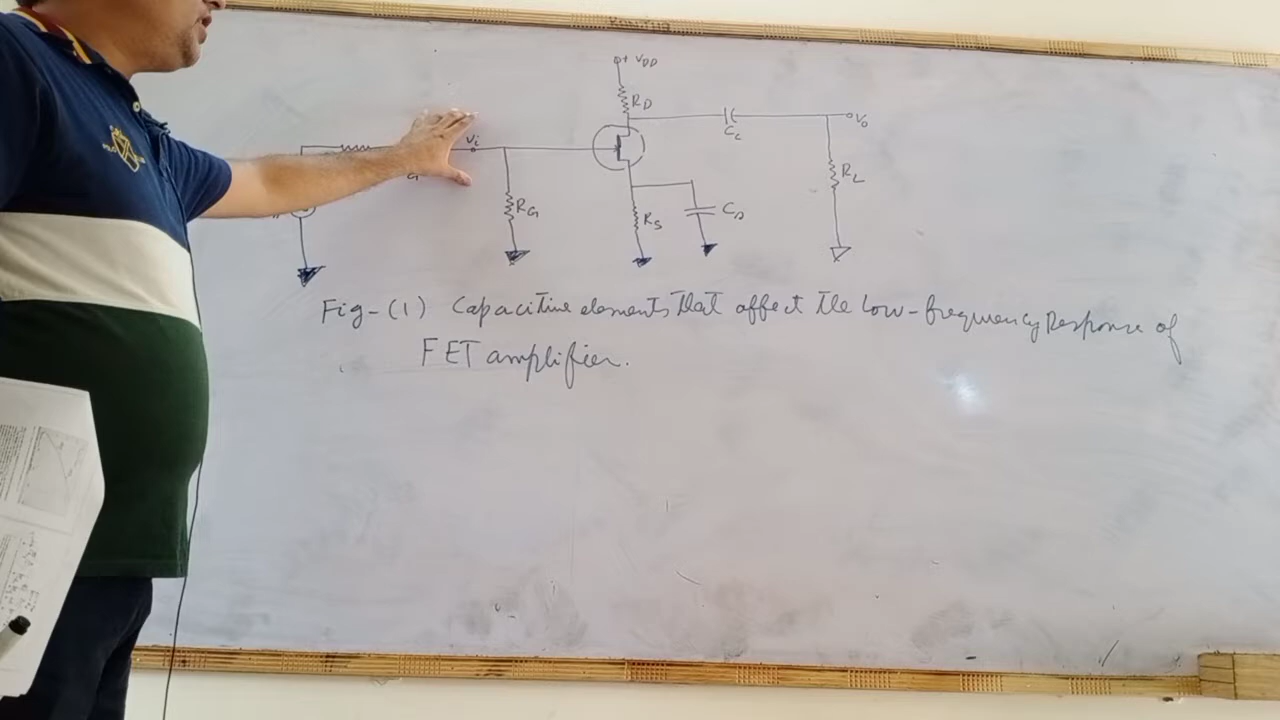 + VDD
RD
CC
Vo
Vi
G
RG
RS
CS
RL
Fig-(1) Capacitive elements that affect the Low-frequency Response of
FET amplifier.